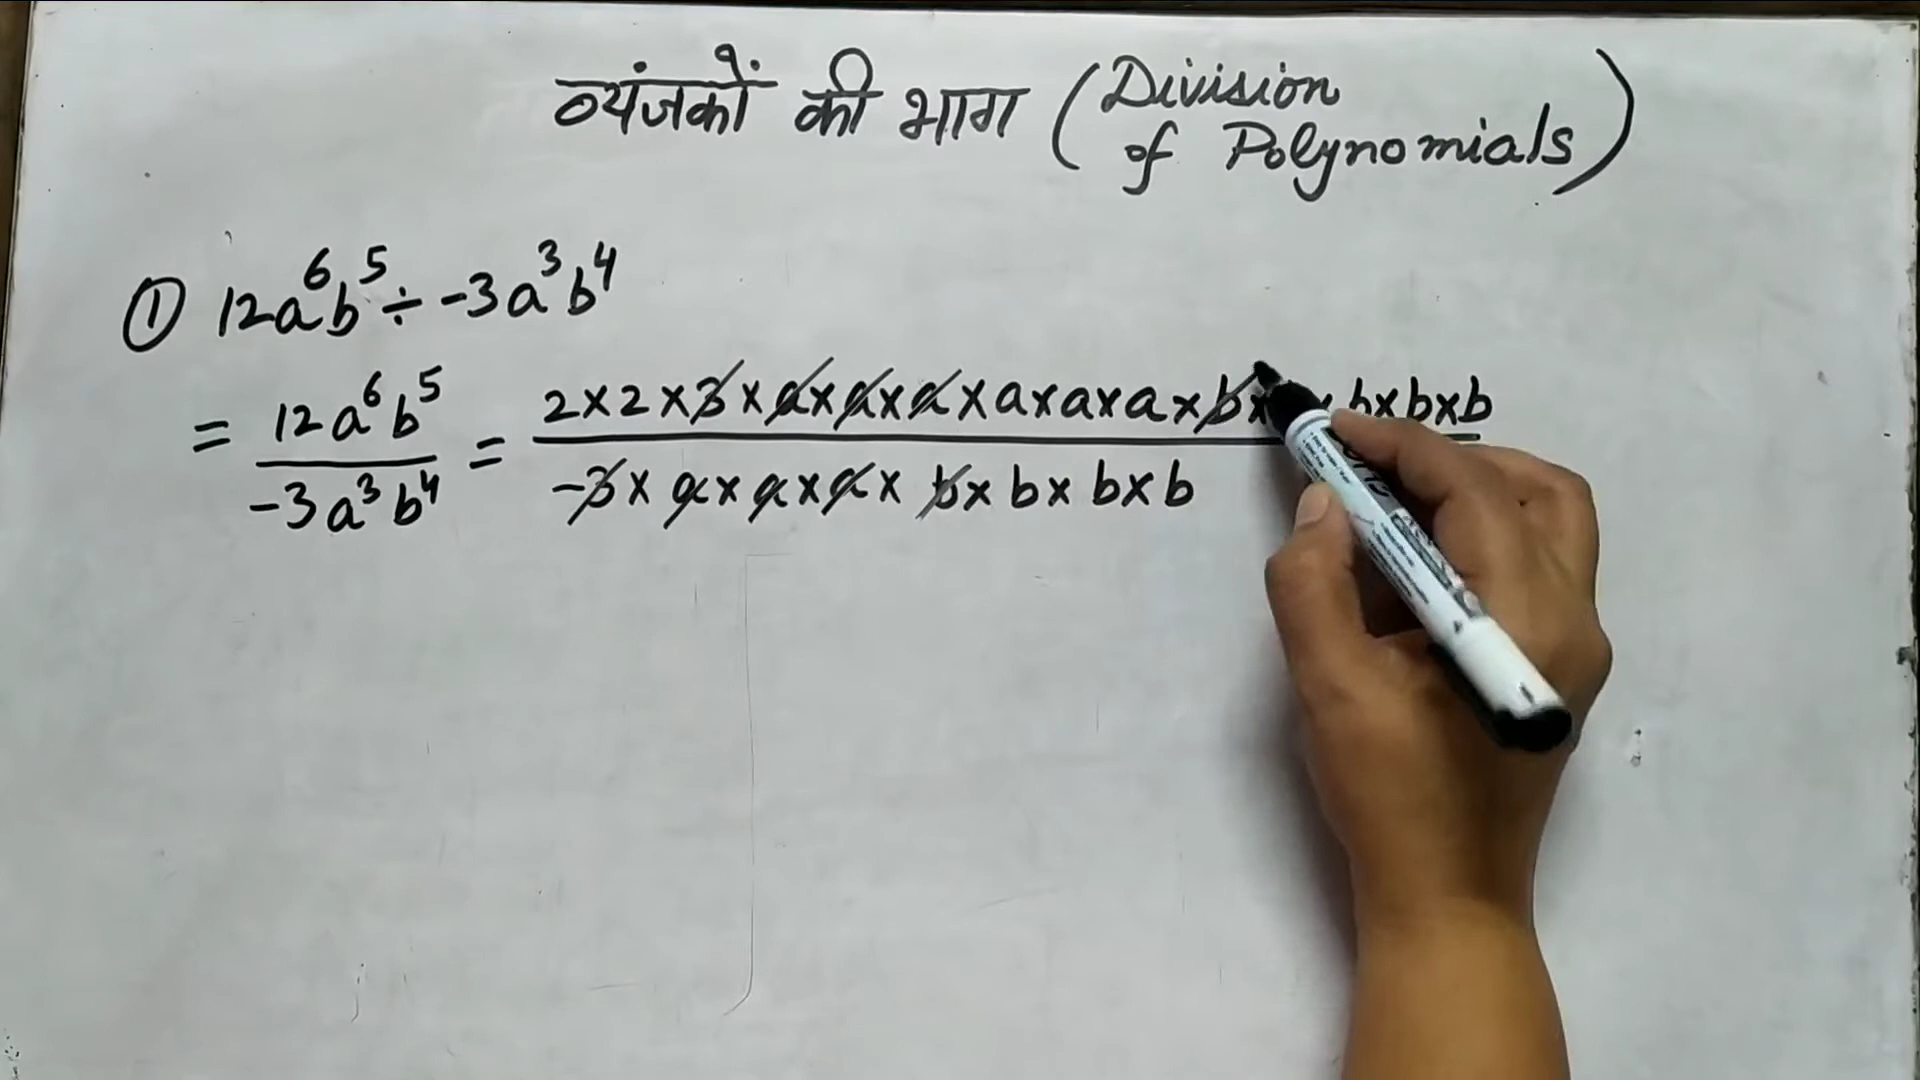 व्यंजकों की भाग (Division
of Polynomials)
① 12a⁶b⁵ ÷ -3a³b⁴
= 12a⁶b⁵ / -3a³b⁴ = 2×2×3×a×a×a×a×a×a×b× × b×b×b / -3×a×a×a×b×b×b×b